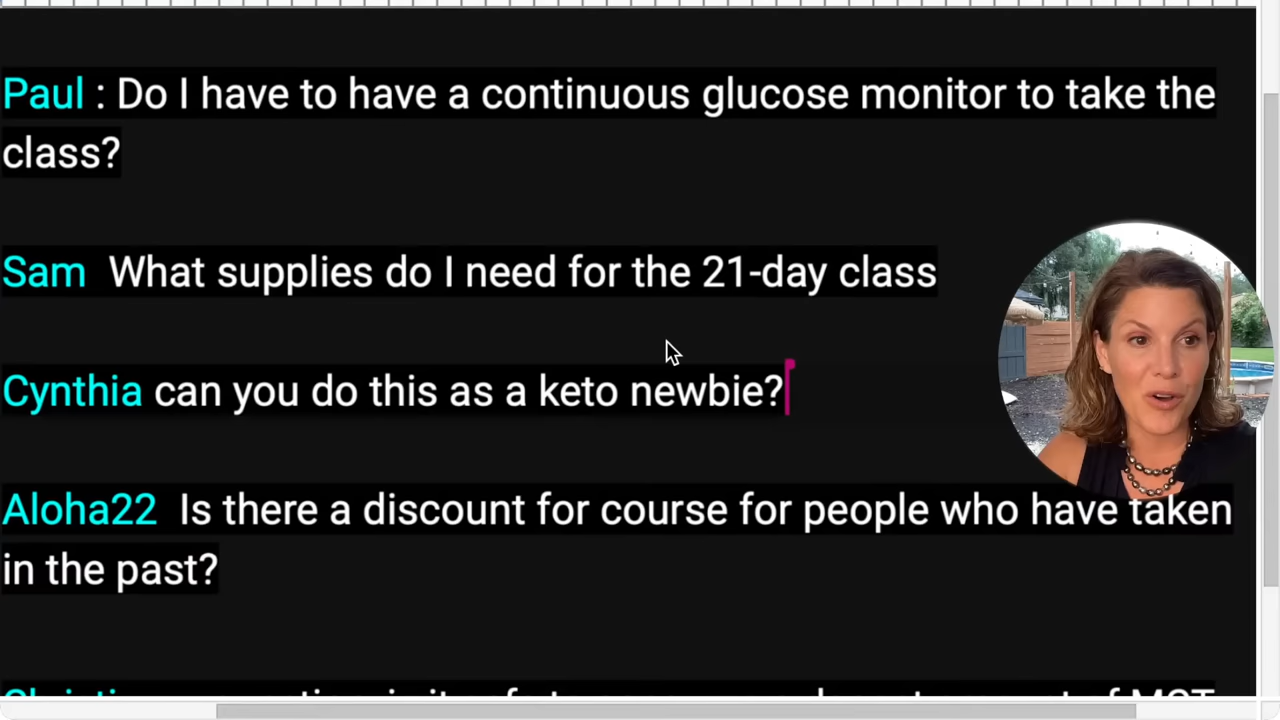 Paul : Do I have to have a continuous glucose monitor to take the
class?
Sam What supplies do I need for the 21-day class
Cynthia can you do this as a keto newbie?
Aloha22 Is there a discount for course for people who have taken
in the past?